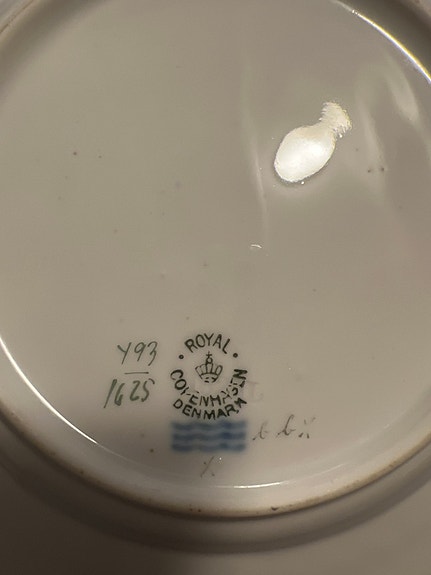 ROYAL
COPENHAGEN
DENMARK
493
1625